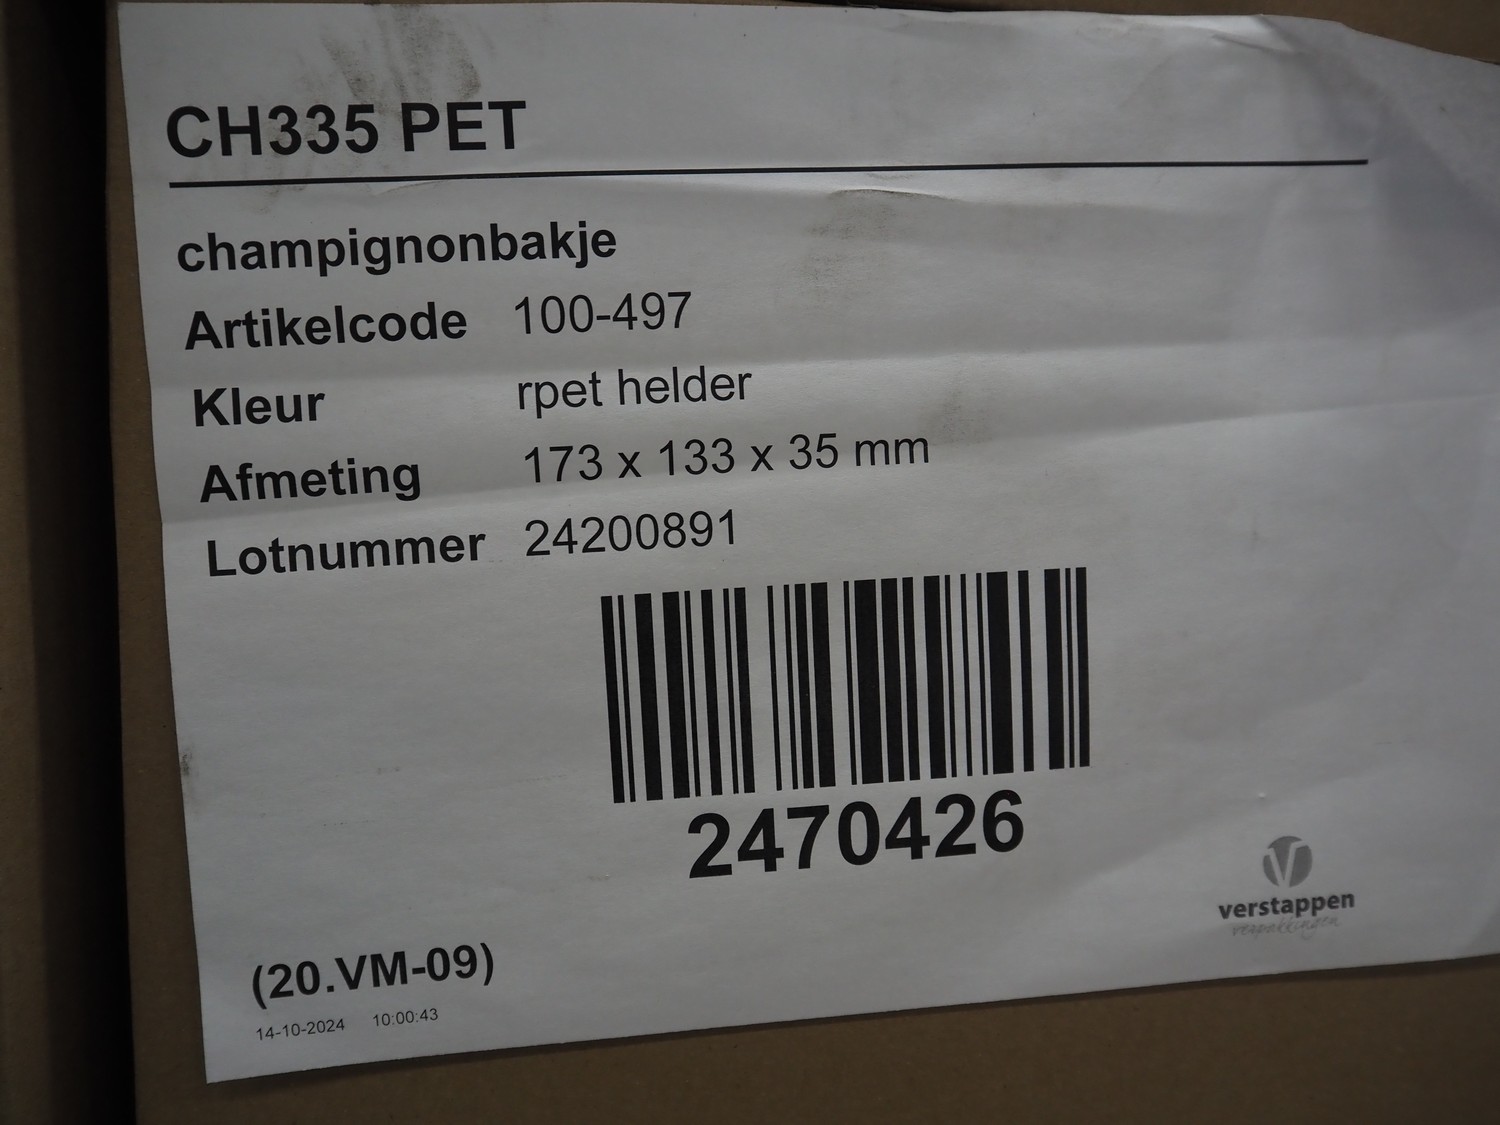 CH335 PET
champignonbakje
Artikelcode 100-497
Kleur rpet helder
Afmeting 173 x 133 x 35 mm
Lotnummer 24200891
2470426
verstappen
verpakkingen
(20.VM-09)
14-10-2024 10:00:43